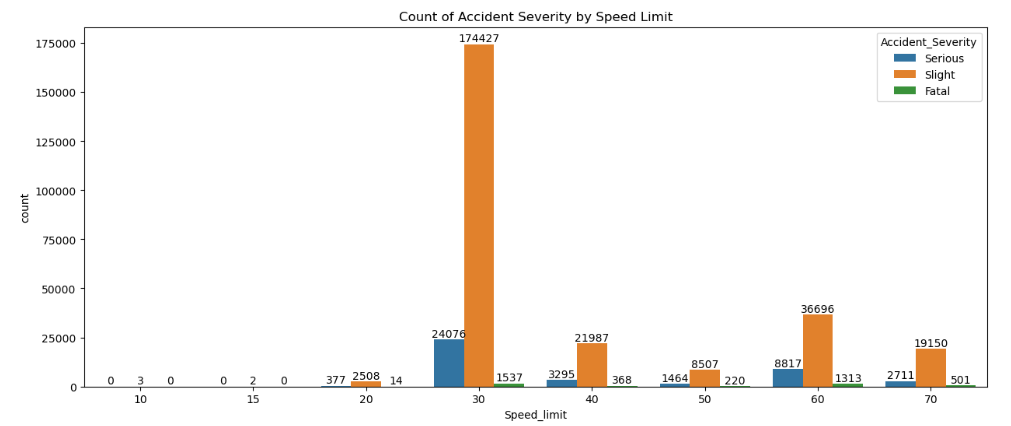 Count of Accident Severity by Speed Limit
Accident_Severity
Serious
Slight
Fatal
count
175000
150000
125000
100000
75000
50000
25000
0
0 3 0
0 2 0
377 2508 14
24076 174427 1537
3295 21987 368
1464 8507 220
8817 36696 1313
2711 19150 501
10 15 20 30 40 50 60 70
Speed_limit